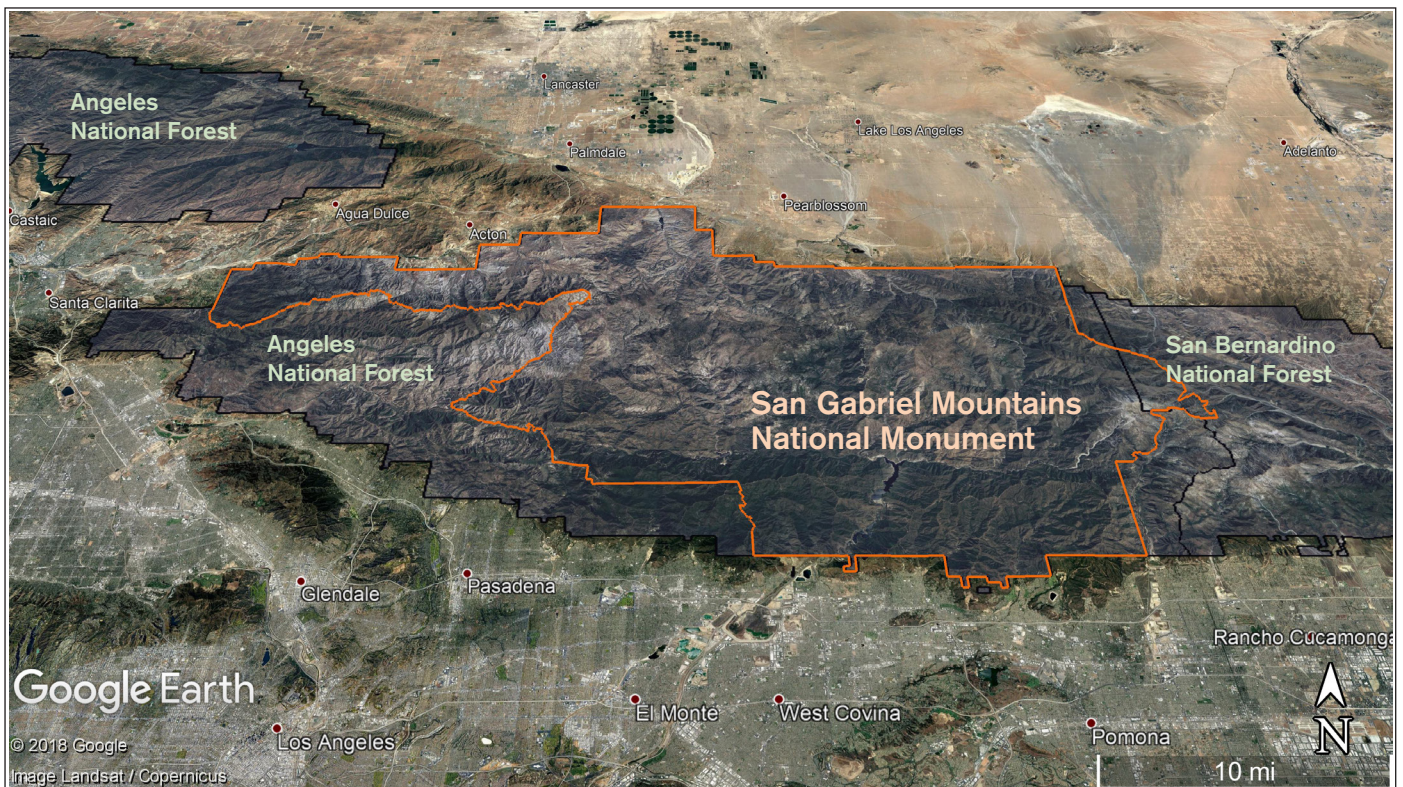 Angeles
National Forest
Lancaster
Lake Los Angeles
Palmdale
Adelanto
Pearblossom
Agua Dulce
Castaic
Acton
Santa Clarita
Angeles
National Forest
San Bernardino
National Forest
San Gabriel Mountains
National Monument
Glendale
Pasadena
Rancho Cucamonga
Google Earth
El Monte
West Covina
N
Los Angeles
Pomona
© 2018 Google
Image Landsat / Copernicus
10 mi